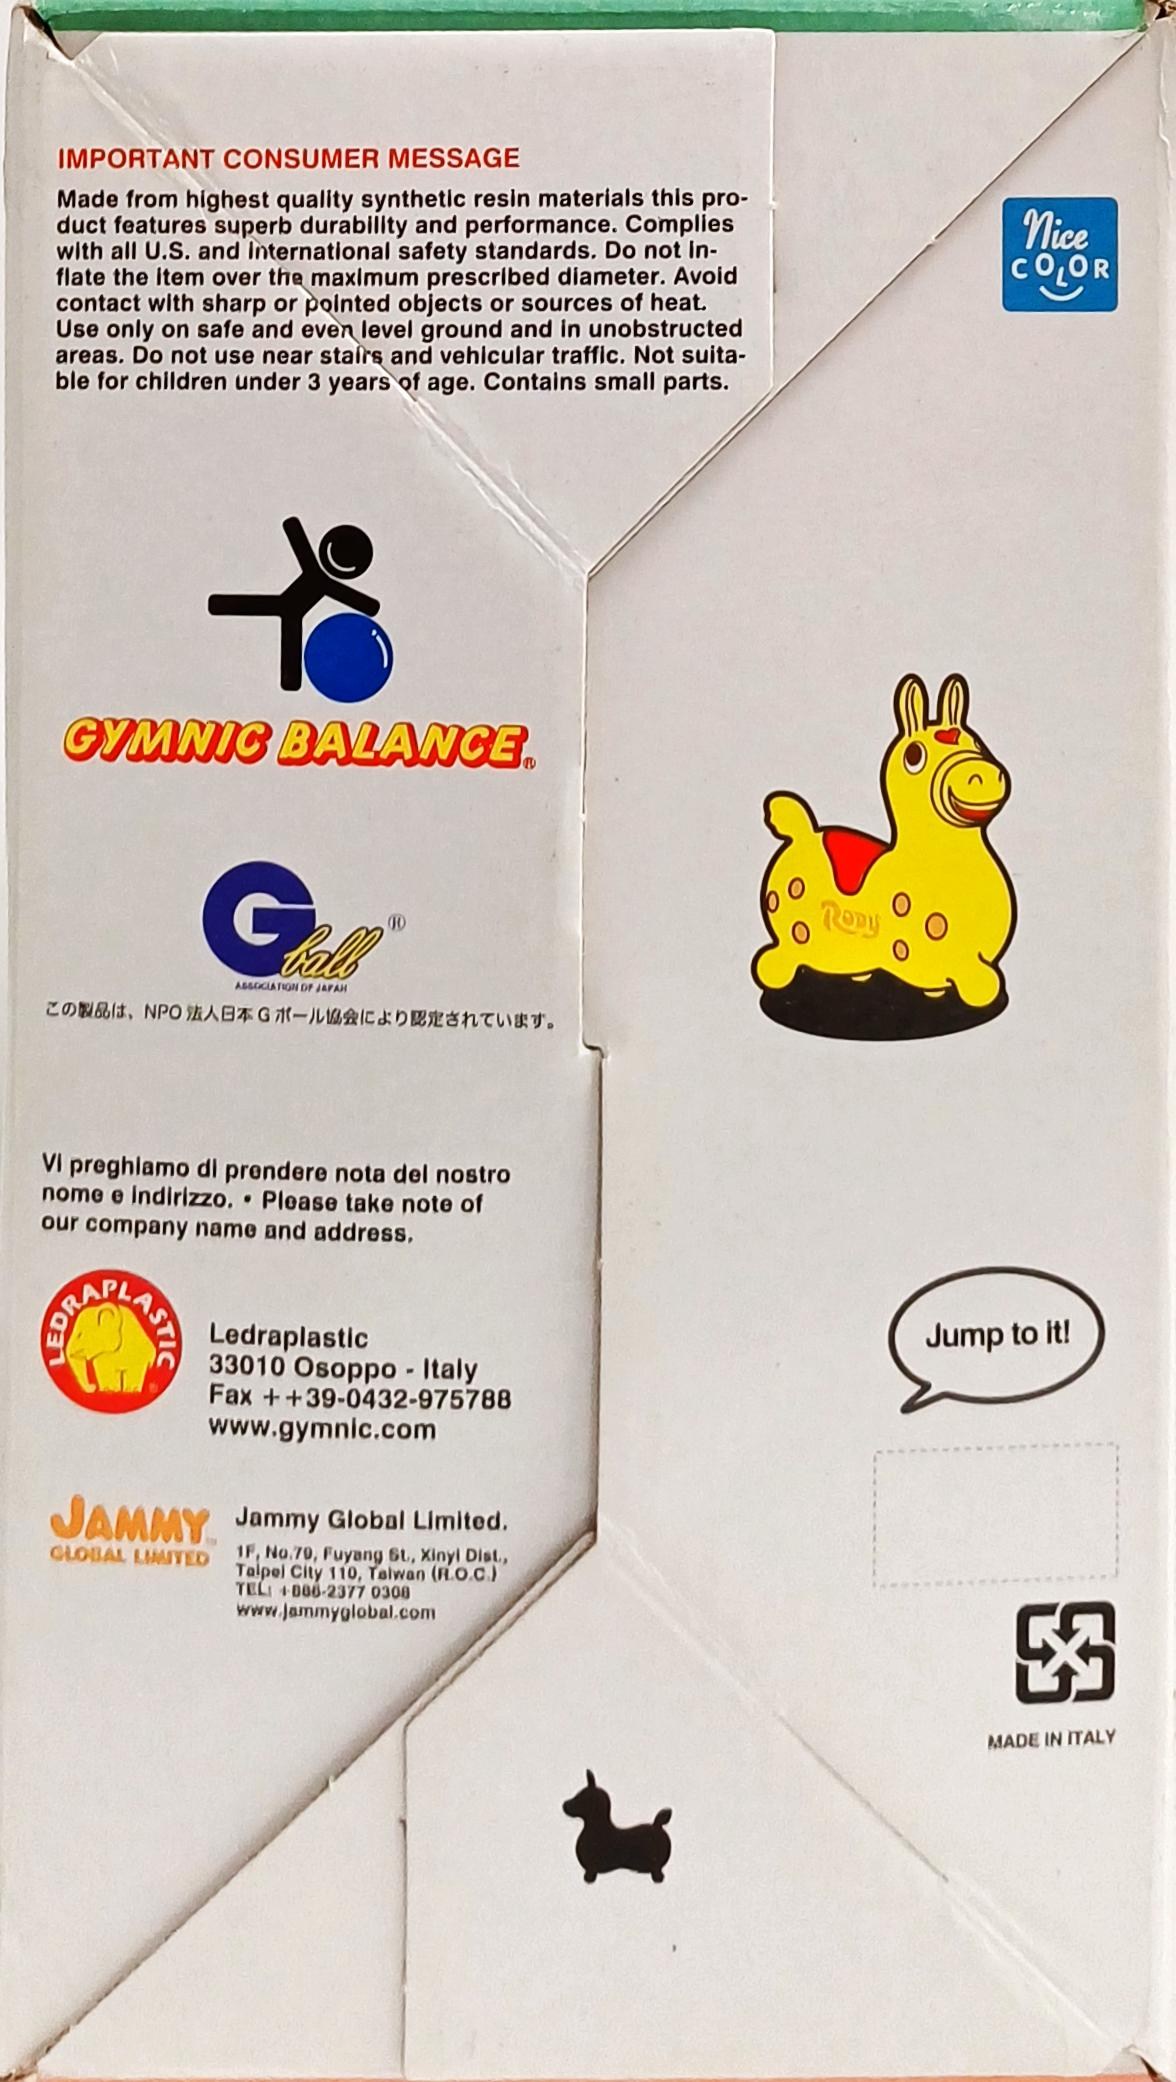 IMPORTANT CONSUMER MESSAGE
Made from highest quality synthetic resin materials this pro-
duct features superb durability and performance. Complies
with all U.S. and international safety standards. Do not in-
flate the item over the maximum prescribed diameter. Avoid
contact with sharp or pointed objects or sources of heat.
Use only on safe and even level ground and in unobstructed
areas. Do not use near stairs and vehicular traffic. Not suita-
ble for children under 3 years of age. Contains small parts.
Nice
COLOR
GYMNIC BALANCE®
Rody
G ball ®
ASSOCIATION OF JAPAN
この製品は、NPO 法人日本 G ボール協会により認定されています。
Vi preghiamo di prendere nota del nostro
nome e indirizzo. • Please take note of
our company name and address.
LEDRAPLASTIC
Ledraplastic
33010 Osoppo - Italy
Fax ++39-0432-975788
www.gymnic.com
Jump to it!
JAMMY™
GLOBAL LIMITED
Jammy Global Limited.
1F, No.79, Fuyang St., Xinyi Dist.,
Taipei City 110, Taiwan (R.O.C.)
TEL: +886-2377 0308
www.jammyglobal.com
MADE IN ITALY